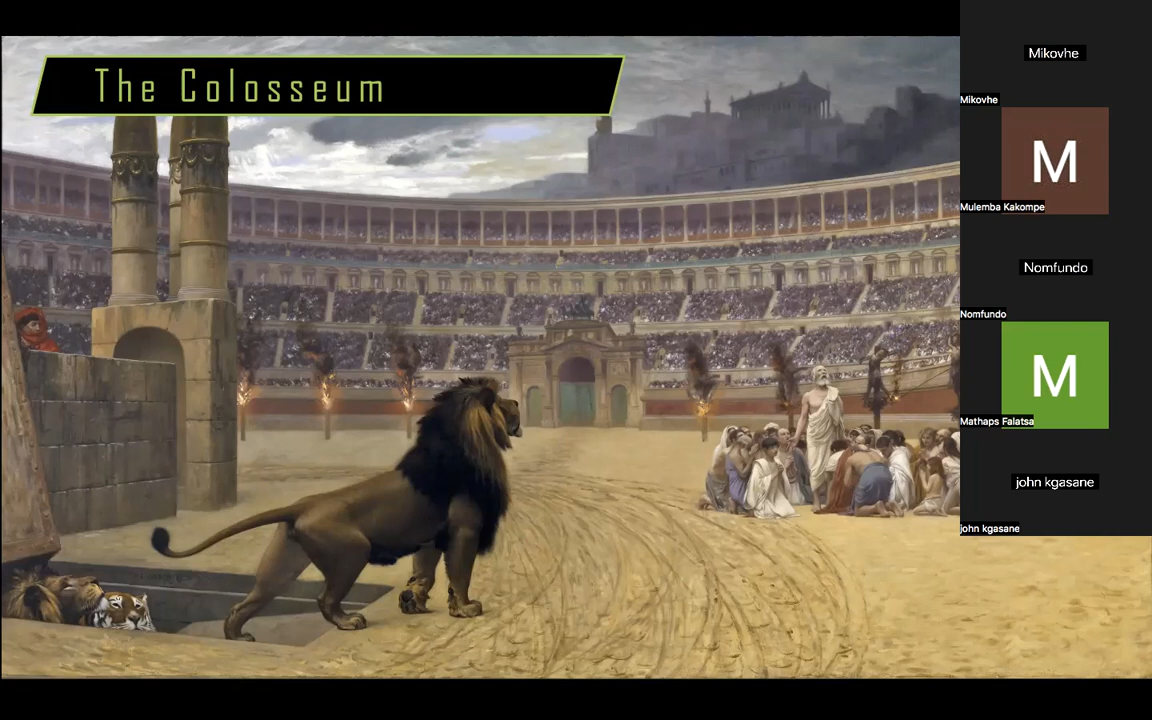 The Colosseum
Mikovhe
Mikovhe
M
Mulemba Kakompe
Nomfundo
Nomfundo
M
Mathaps Falatsa
john kgasane
john kgasane